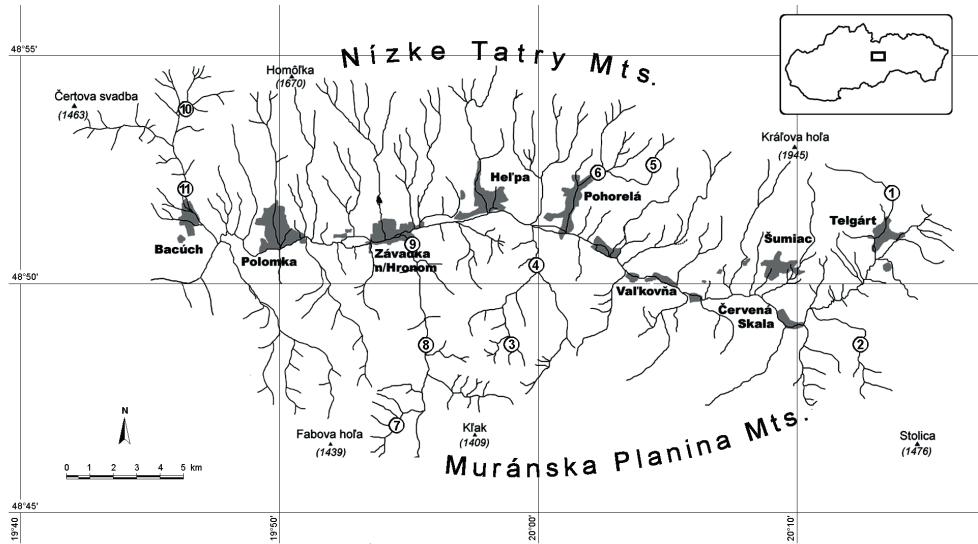 48°55'
Nízke Tatry Mts.
Homôľka
(1670)
Čertova svadba
(1463)
10
Kráľova hoľa
(1945)
5
6
Heľpa
Pohorelá
11
1
Telgárt
Bacúch
Polomka
9
Závadka
n/Hronom
Šumiac
4
48°50'
Vaľkovňa
Červená
Skala
8
3
2
7
N
Fabova hoľa
(1439)
Kľak
(1409)
Muránska Planina Mts.
Stolica
(1476)
0 1 2 3 4 5 km
48°45'
19°40
19°50
20°00
20°10